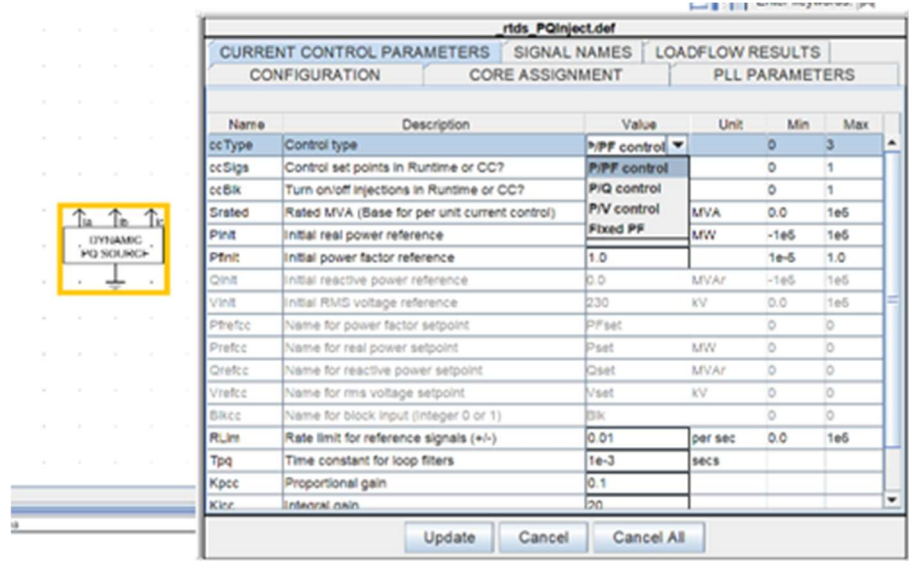 Enter keywords: pq
_rtds_PQInject.def
CURRENT CONTROL PARAMETERS SIGNAL NAMES LOADFLOW RESULTS
CONFIGURATION CORE ASSIGNMENT PLL PARAMETERS
Name Description Value Unit Min Max
ccType Control type P/PF control 0 3
ccSigs Control set points in Runtime or CC? P/PF control 0 1
ccBlk Turn on/off injections in Runtime or CC? P/Q control 0 1
Srated Rated MVA (Base for per unit current control) P/V control MVA 0.0 1e6
Pinit Initial real power reference Fixed PF MW -1e6 1e6
Pfinit Initial power factor reference 1.0 1e-6 1.0
Qinit Initial reactive power reference 0.0 MVAr -1e6 1e6
Vinit Initial RMS voltage reference 230 kV 0.0 1e6
Pfrefcc Name for power factor setpoint PFset 0 0
Prefcc Name for real power setpoint Pset MW 0 0
Qrefcc Name for reactive power setpoint Qset MVAr 0 0
Vrefcc Name for rms voltage setpoint Vset kV 0 0
Blkcc Name for block input (Integer 0 or 1) Blk 0 0
RLim Rate limit for reference signals (+/-) 0.01 per sec 0.0 1e6
Tpq Time constant for loop filters 1e-3 secs
Kpcc Proportional gain 0.1
Kicc Integral gain 20
Update Cancel Cancel All
Ia Ib Ic
DYNAMIC
PQ SOURCE